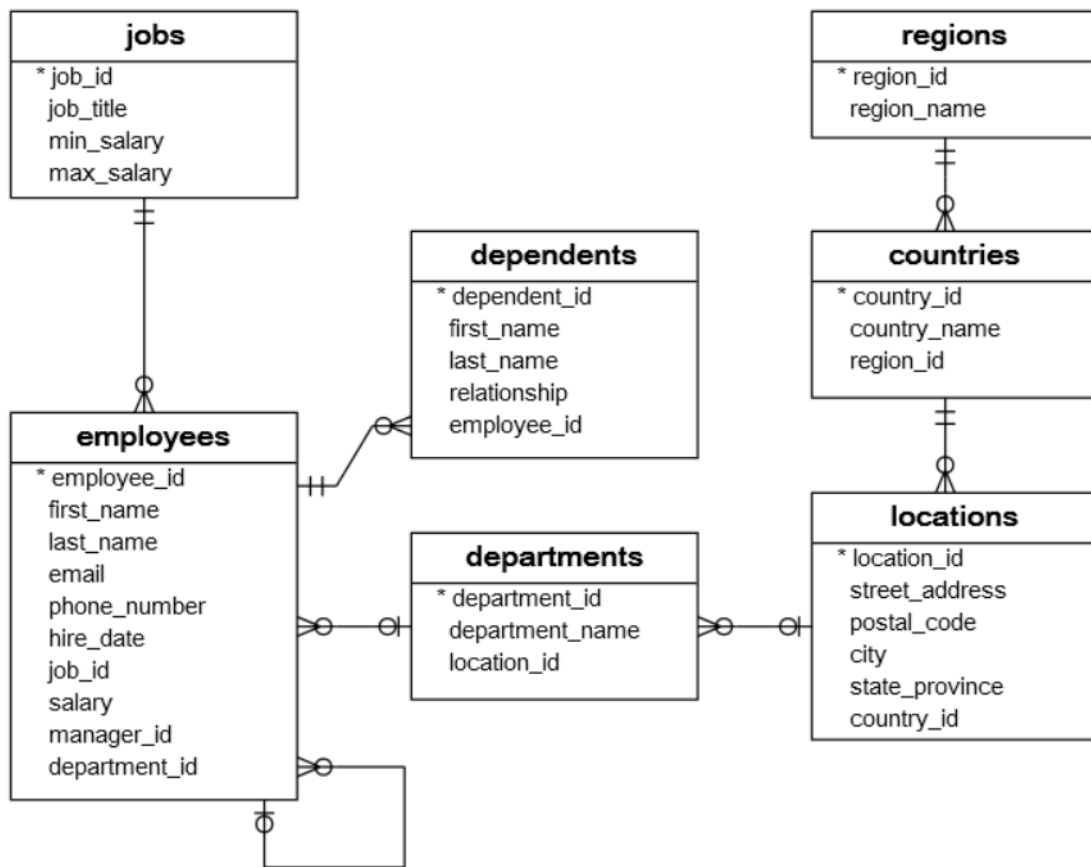 jobs
* job_id
job_title
min_salary
max_salary
regions
* region_id
region_name
dependents
* dependent_id
first_name
last_name
relationship
employee_id
countries
* country_id
country_name
region_id
employees
* employee_id
first_name
last_name
email
phone_number
hire_date
job_id
salary
manager_id
department_id
departments
* department_id
department_name
location_id
locations
* location_id
street_address
postal_code
city
state_province
country_id